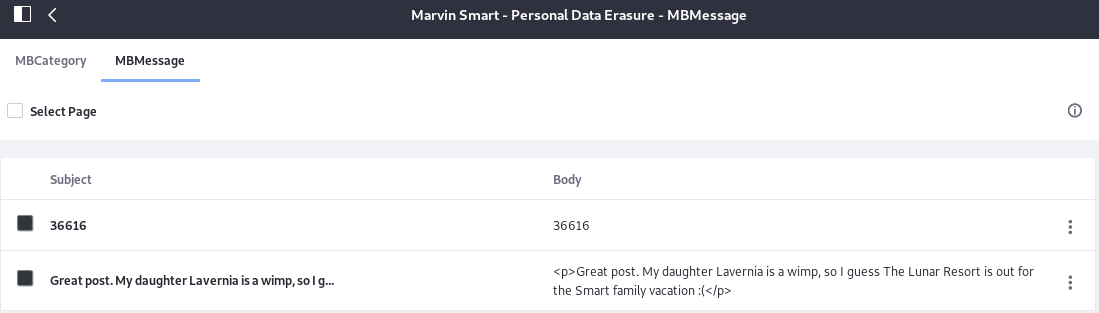 Marvin Smart - Personal Data Erasure - MBMessage
MBCategory MBMessage
Select Page
Subject Body
36616 36616
Great post. My daughter Lavernia is a wimp, so I g... <p>Great post. My daughter Lavernia is a wimp, so I guess The Lunar Resort is out for
the Smart family vacation :(</p>